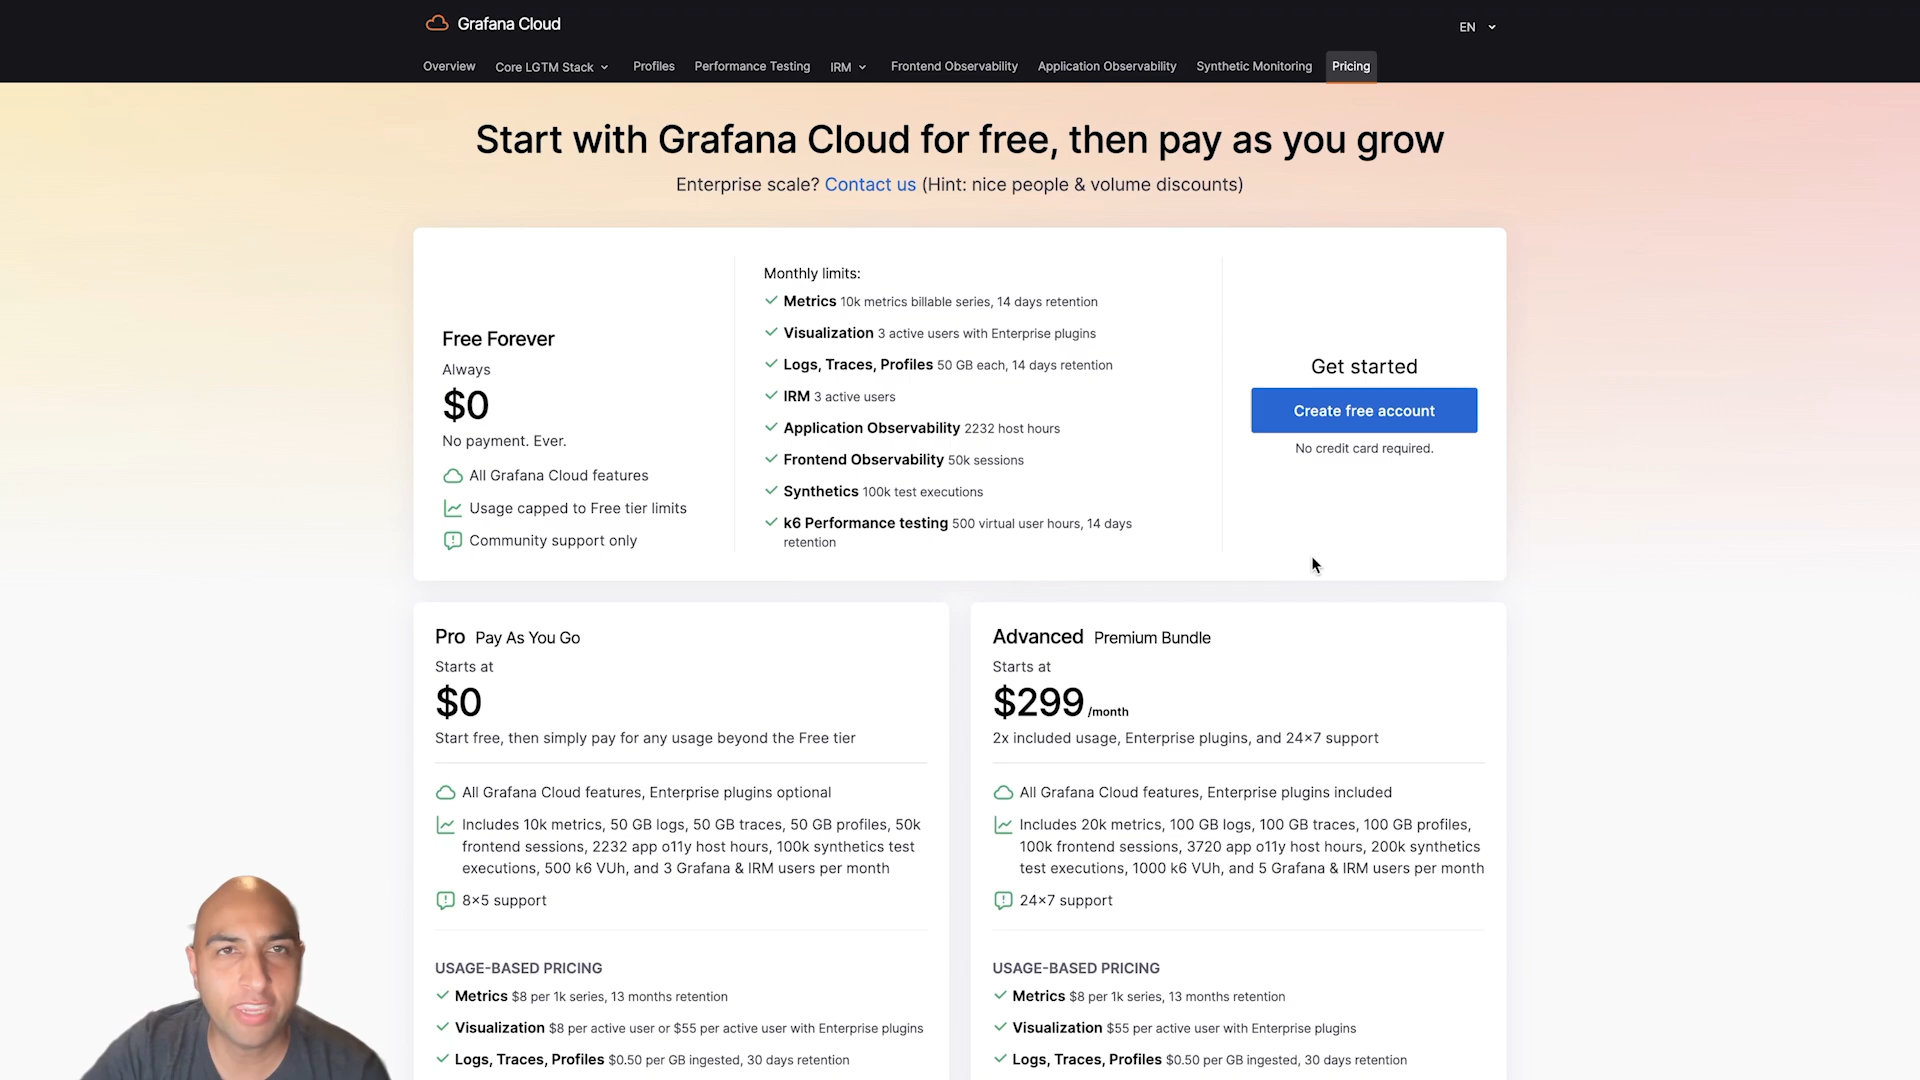 Grafana Cloud
EN
Overview
Core LGTM Stack
Profiles
Performance Testing
IRM
Frontend Observability
Application Observability
Synthetic Monitoring
Pricing
Start with Grafana Cloud for free, then pay as you grow
Enterprise scale? Contact us (Hint: nice people & volume discounts)
Free Forever
Always
$0
No payment. Ever.
All Grafana Cloud features
Usage capped to Free tier limits
Community support only
Monthly limits:
Metrics 10k metrics billable series, 14 days retention
Visualization 3 active users with Enterprise plugins
Logs, Traces, Profiles 50 GB each, 14 days retention
IRM 3 active users
Application Observability 2232 host hours
Frontend Observability 50k sessions
Synthetics 100k test executions
k6 Performance testing 500 virtual user hours, 14 days
retention
Get started
Create free account
No credit card required.
Pro Pay As You Go
Starts at
$0
Start free, then simply pay for any usage beyond the Free tier
All Grafana Cloud features, Enterprise plugins optional
Includes 10k metrics, 50 GB logs, 50 GB traces, 50 GB profiles, 50k
frontend sessions, 2232 app o11y host hours, 100k synthetics test
executions, 500 k6 VUh, and 3 Grafana & IRM users per month
8×5 support
USAGE-BASED PRICING
Metrics $8 per 1k series, 13 months retention
Visualization $8 per active user or $55 per active user with Enterprise plugins
Logs, Traces, Profiles $0.50 per GB ingested, 30 days retention
Advanced Premium Bundle
Starts at
$299 /month
2x included usage, Enterprise plugins, and 24×7 support
All Grafana Cloud features, Enterprise plugins included
Includes 20k metrics, 100 GB logs, 100 GB traces, 100 GB profiles,
100k frontend sessions, 3720 app o11y host hours, 200k synthetics
test executions, 1000 k6 VUh, and 5 Grafana & IRM users per month
24×7 support
USAGE-BASED PRICING
Metrics $8 per 1k series, 13 months retention
Visualization $55 per active user with Enterprise plugins
Logs, Traces, Profiles $0.50 per GB ingested, 30 days retention